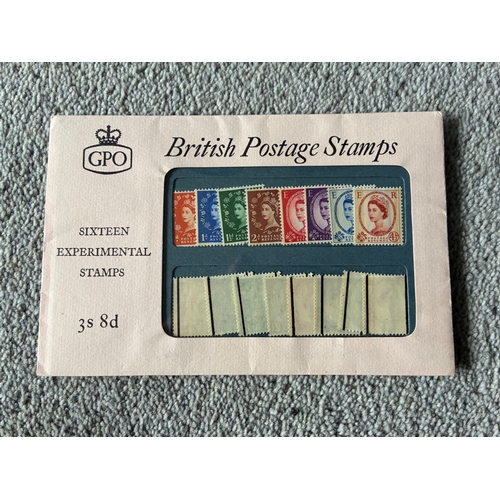 GPO
British Postage Stamps
SIXTEEN
EXPERIMENTAL
STAMPS
3s 8d